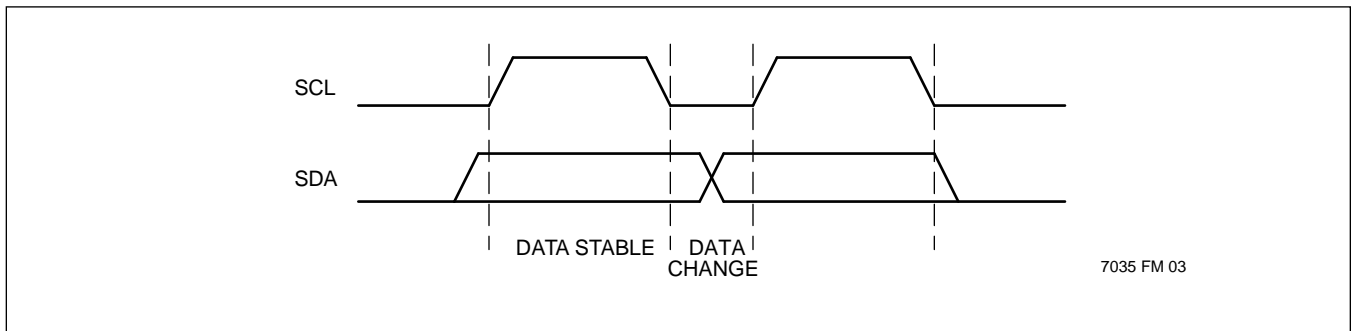 SCL
SDA
DATA STABLE
DATA
CHANGE
7035 FM 03